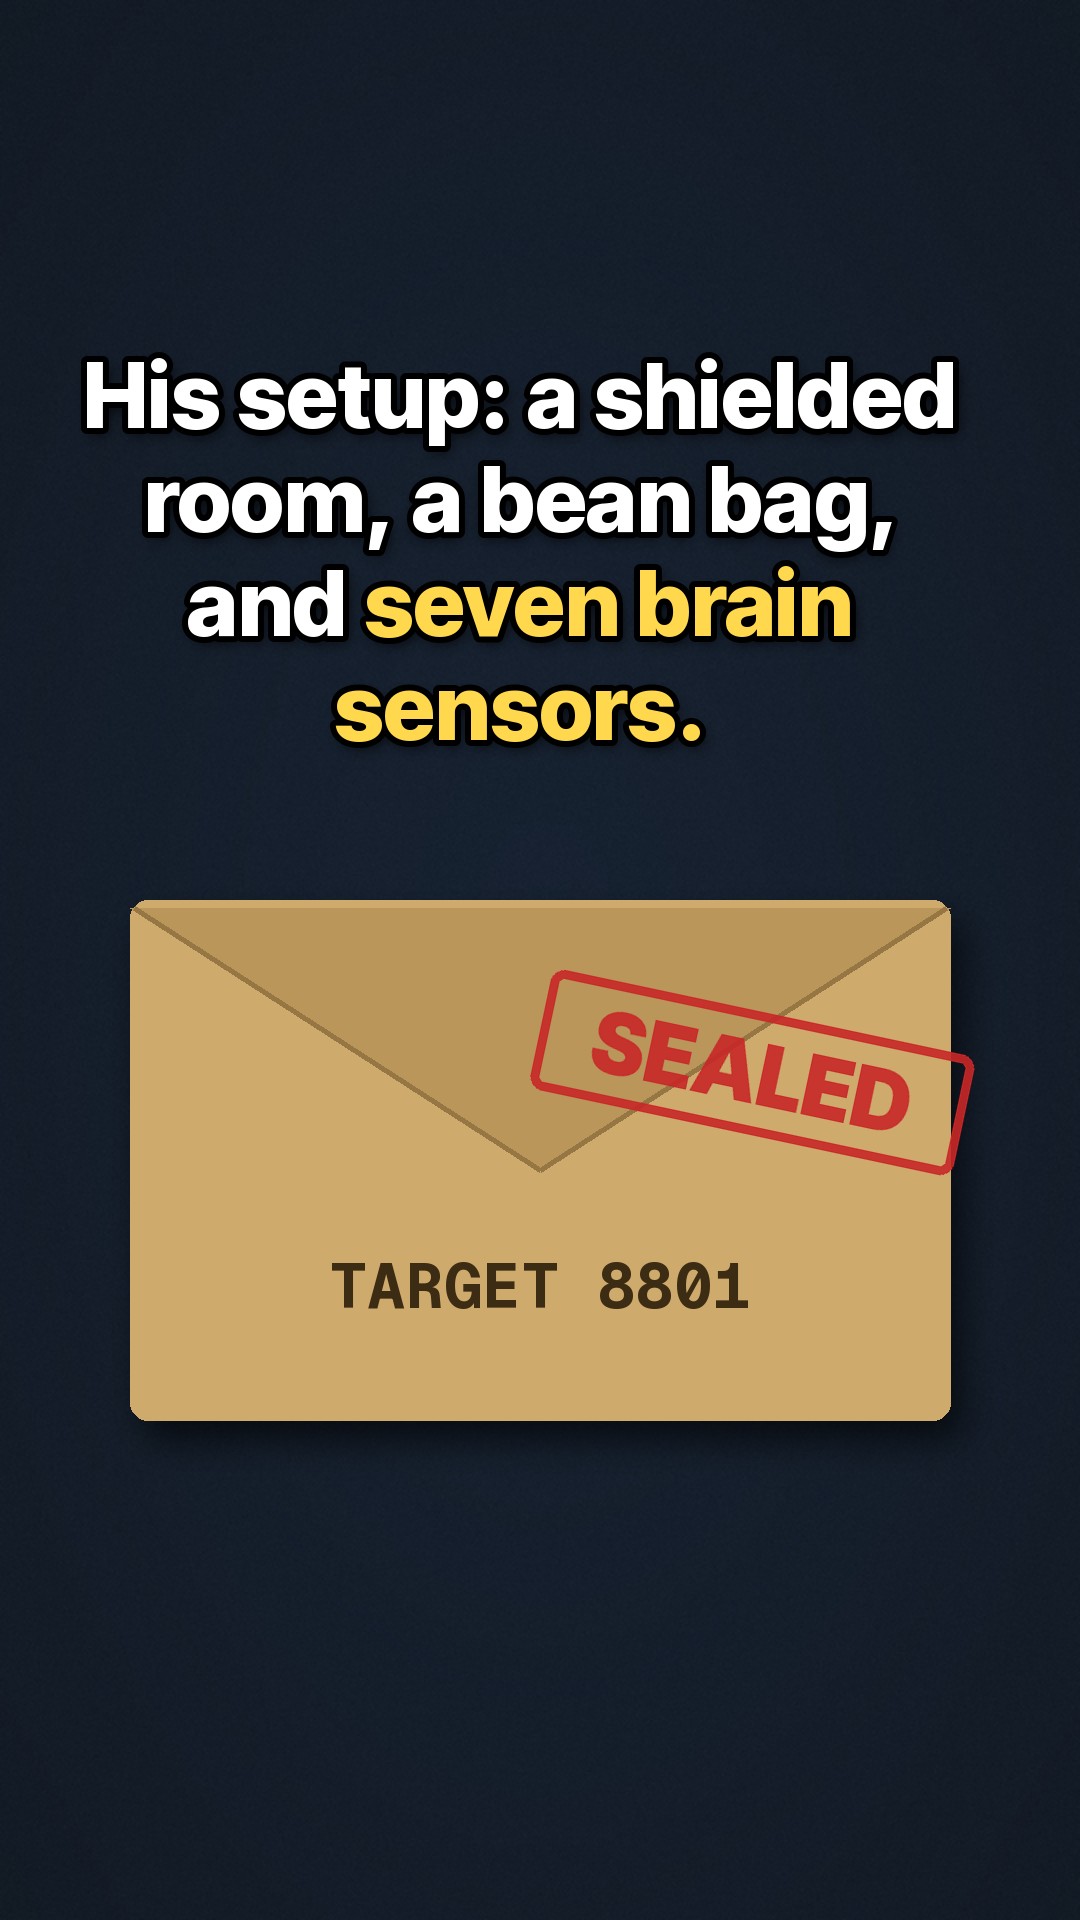 His setup: a shielded
room, a bean bag,
and seven brain
sensors.
SEALED
TARGET 8801